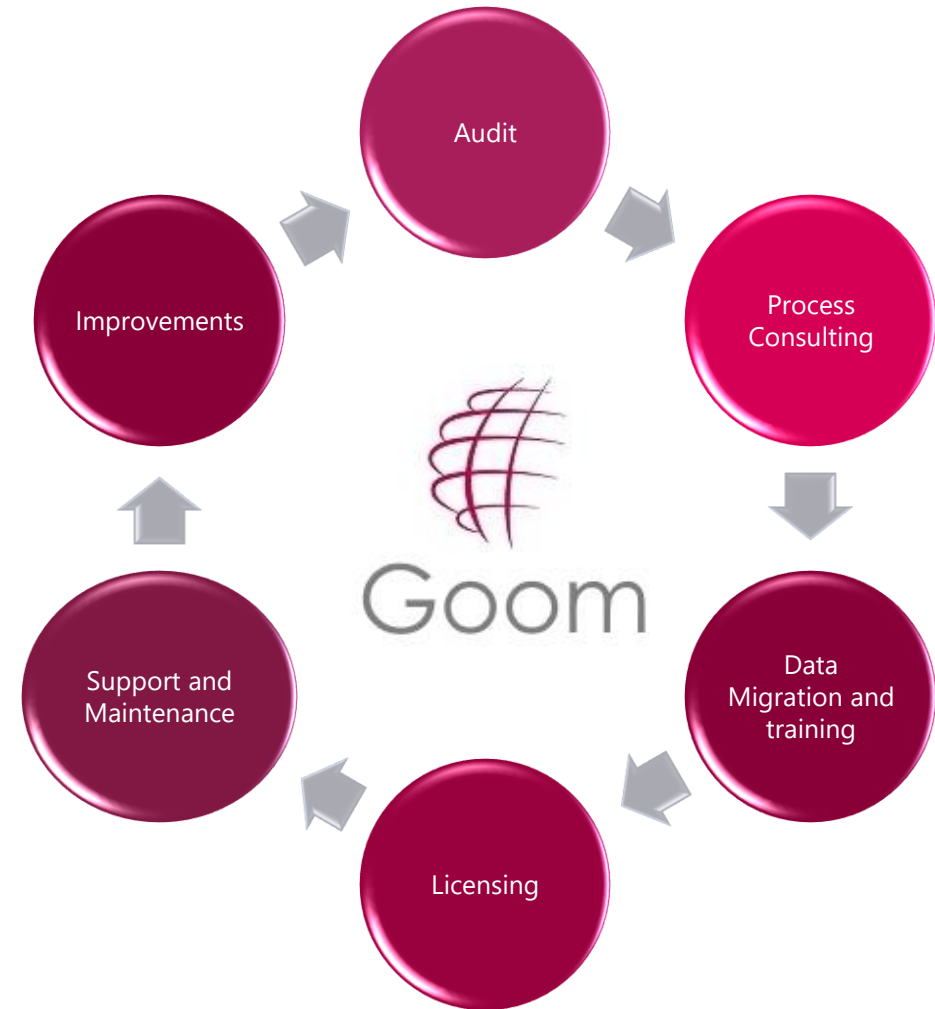 Audit
Process
Consulting
Data
Migration and
training
Licensing
Support and
Maintenance
Improvements
Goom